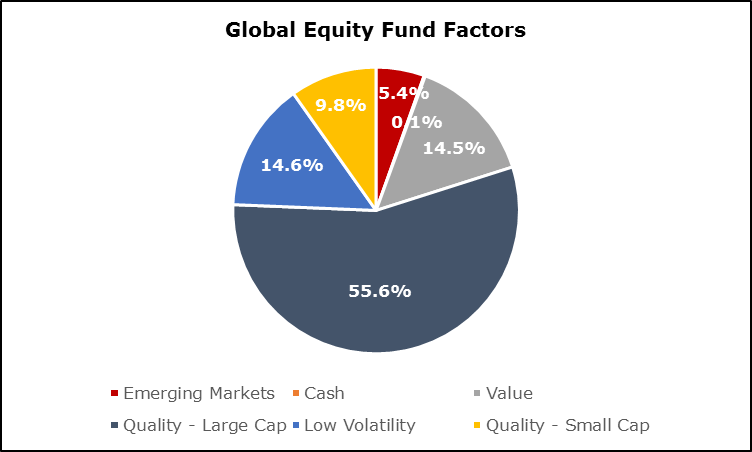 Global Equity Fund Factors
5.4%
9.8%
0.1%
14.5%
14.6%
55.6%
Emerging Markets Cash Value
Quality - Large Cap Low Volatility Quality - Small Cap